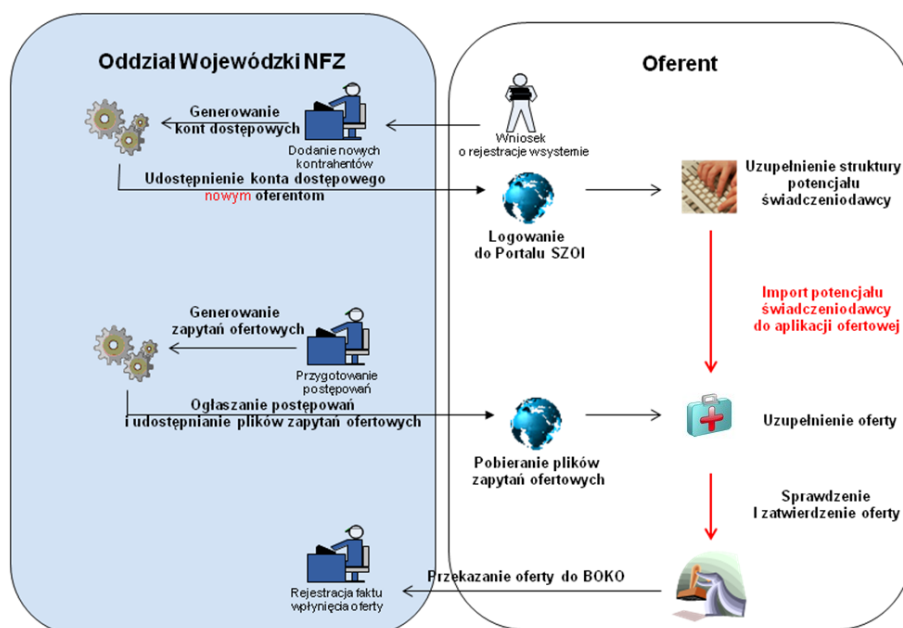 Oddział Wojewódzki NFZ
Oferent
Generowanie
kont dostępowych
Dodanie nowych
kontrahentów
Wniosek
o rejestracje wsystemie
Udostępnienie konta dostępowego
nowym oferentom
Logowanie
do Portalu SZOI
Uzupełnienie struktury
potencjału
świadczeniodawcy
Import potencjału
świadczeniodawcy
do aplikacji ofertowej
Generowanie
zapytań ofertowych
Przygotowanie
postępowań
Ogłaszanie postępowań
i udostępnianie plików zapytań ofertowych
Pobieranie plików
zapytań ofertowych
Uzupełnienie oferty
Sprawdzenie
I zatwierdzenie oferty
Przekazanie oferty do BOKO
Rejestracja faktu
wpłynięcia oferty